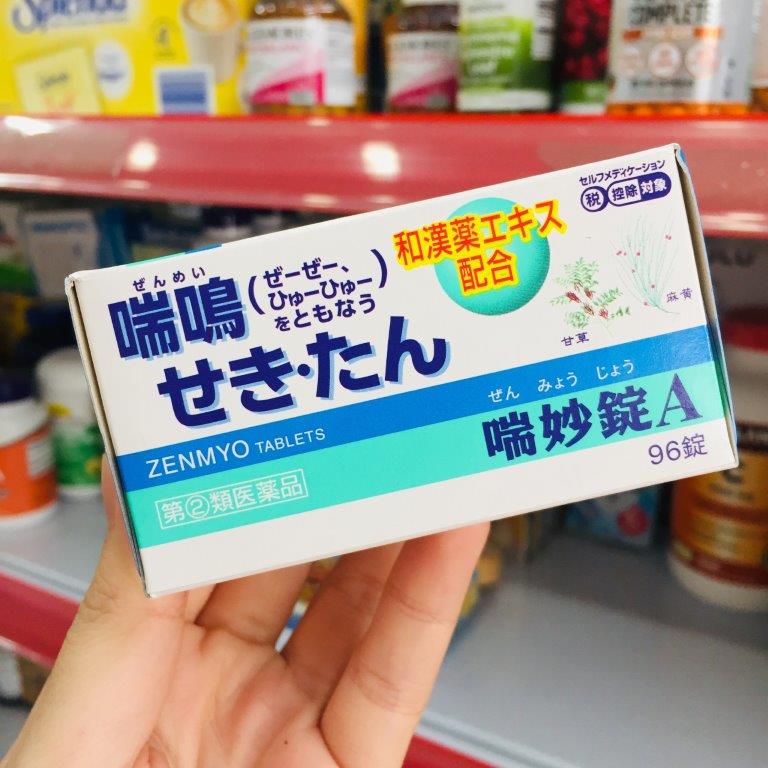 Splenda
COMPLETE
セルフメディケーション
税 控除 対象
和漢薬エキス
配合
ぜんめい
喘鳴
(ぜーぜー、
ひゅーひゅー)
をともなう
せき・たん
甘草
麻黄
ZENMYO TABLETS
ぜん みょう じょう
喘妙錠A
96錠
第②類医薬品